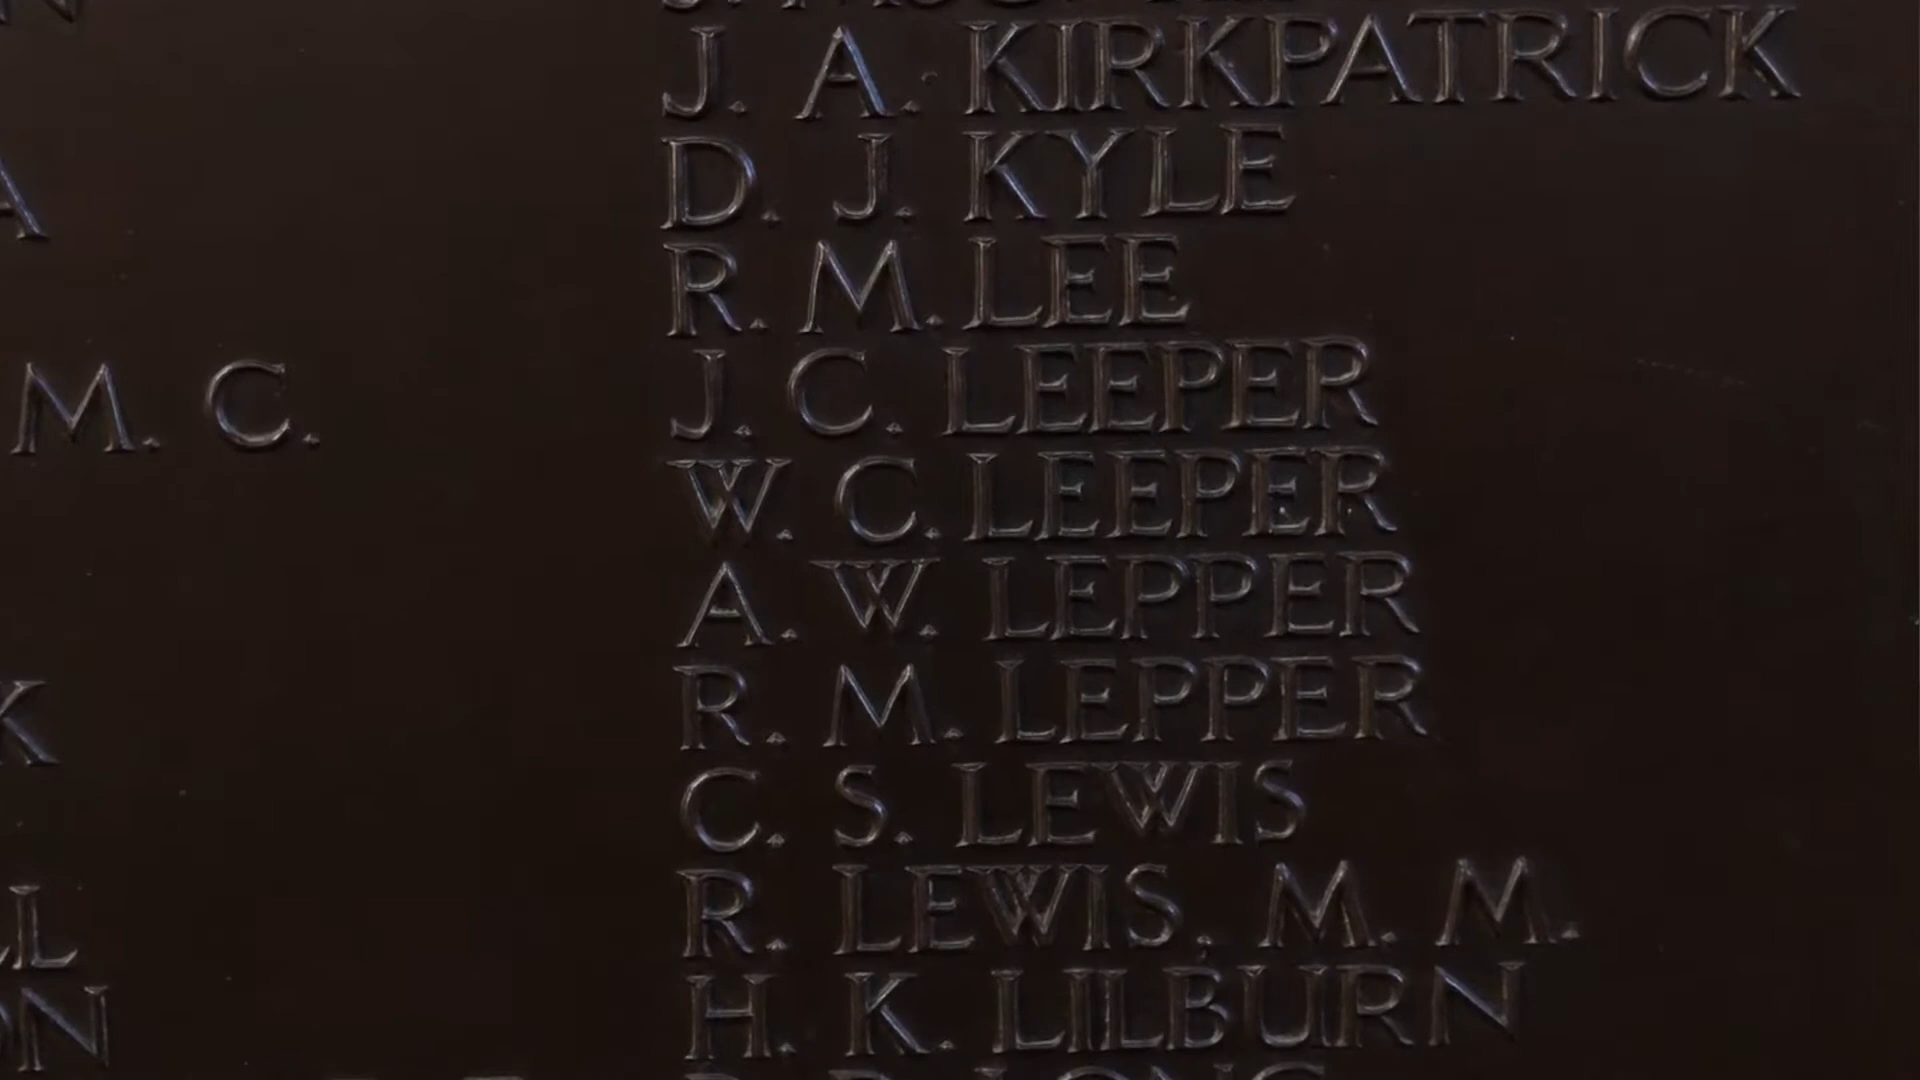 J. A. KIRKPATRICK
D. J. KYLE
R. M. LEE
M. C.
J. C. LEEPER
W. C. LEEPER
A. W. LEPPER
R. M. LEPPER
C. S. LEWIS
R. LEWIS, M. M.
H. K. LILBURN